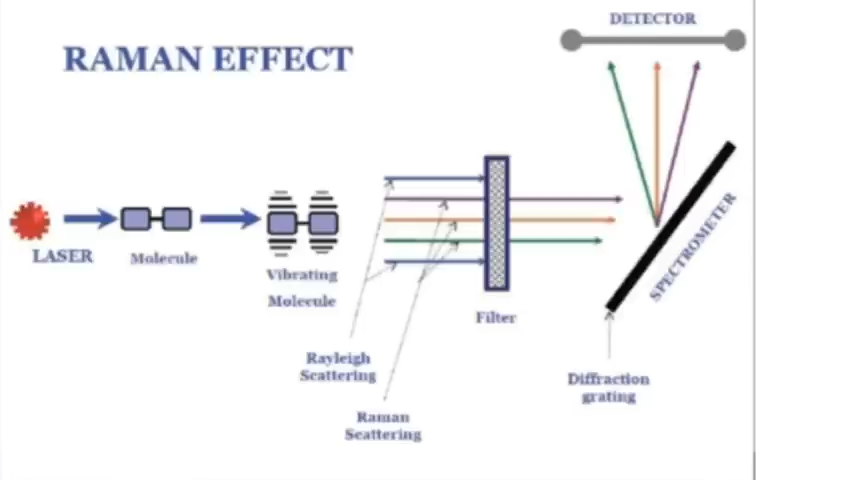 DETECTOR
RAMAN EFFECT
LASER
Molecule
Vibrating
Molecule
SPECTROMETER
Filter
Rayleigh
Scattering
Diffraction
grating
Raman
Scattering